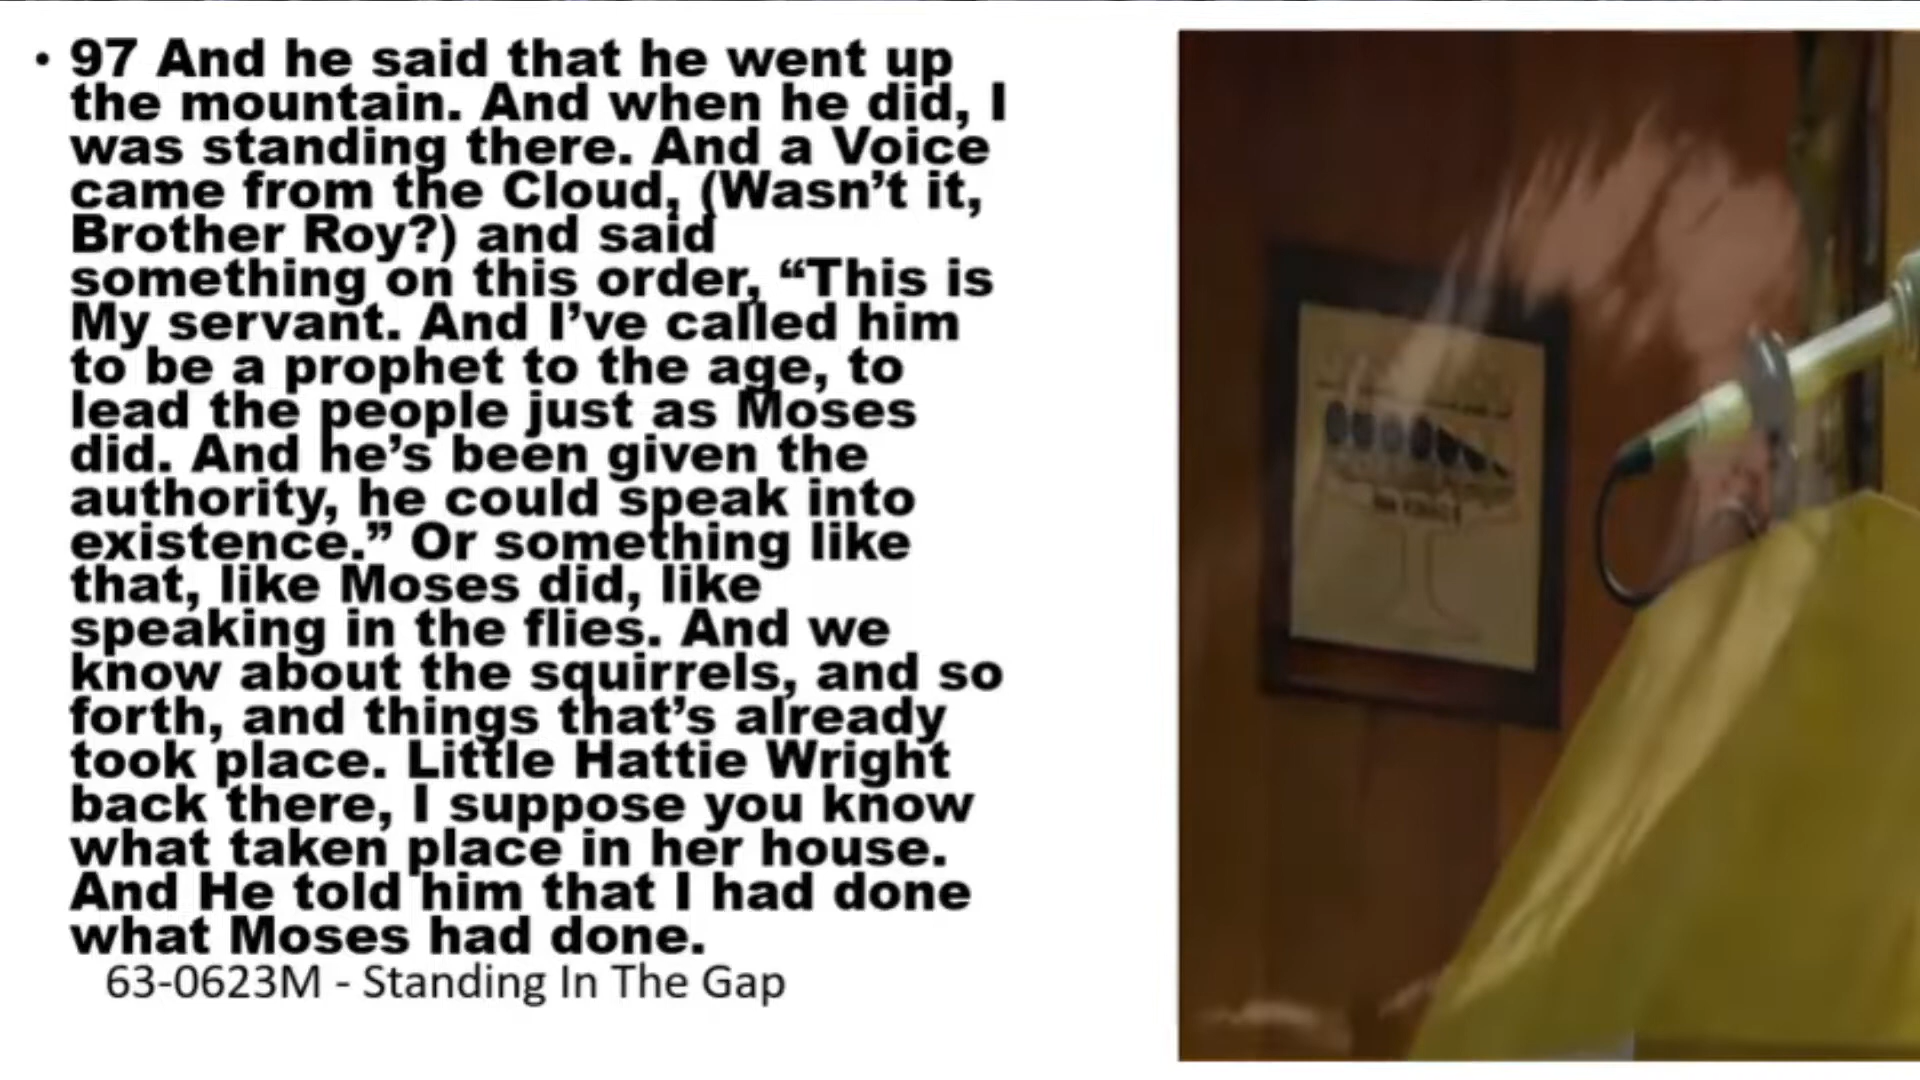 • 97 And he said that he went up
the mountain. And when he did, I
was standing there. And a Voice
came from the Cloud, (Wasn’t it,
Brother Roy?) and said
something on this order, “This is
My servant. And I’ve called him
to be a prophet to the age, to
lead the people just as Moses
did. And he’s been given the
authority, he could speak into
existence.” Or something like
that, like Moses did, like
speaking in the flies. And we
know about the squirrels, and so
forth, and things that’s already
took place. Little Hattie Wright
back there, I suppose you know
what taken place in her house.
And He told him that I had done
what Moses had done.
63-0623M - Standing In The Gap